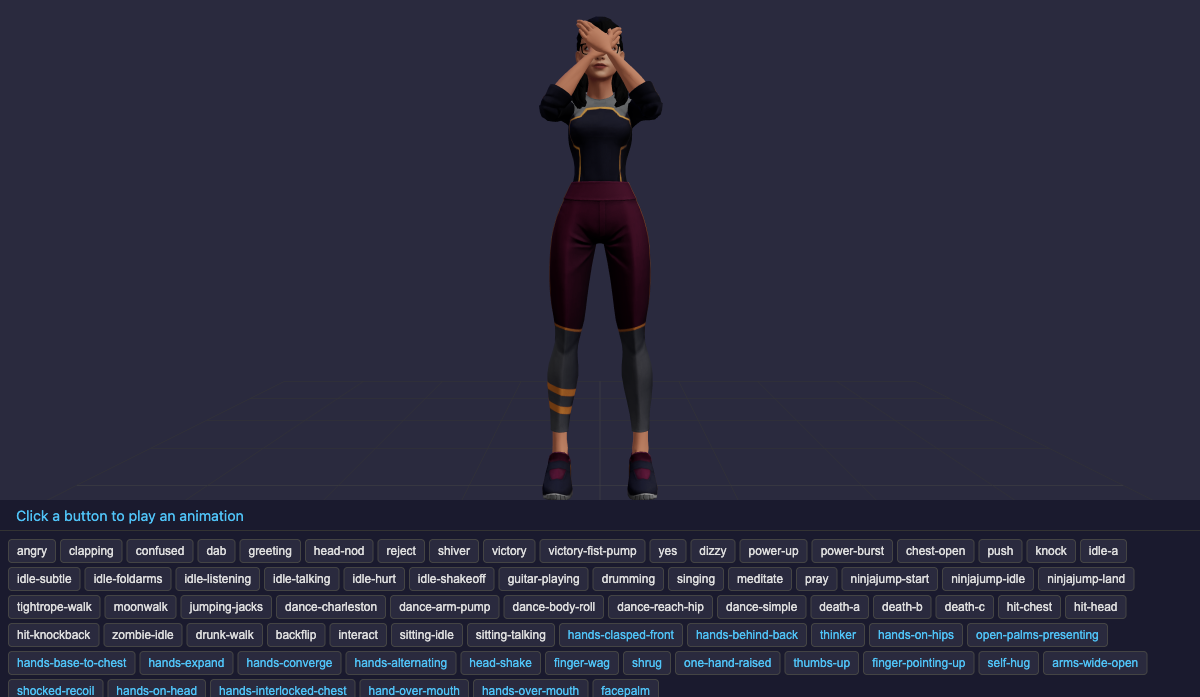 Click a button to play an animation
angry clapping confused dab greeting head-nod reject shiver victory victory-fist-pump yes dizzy power-up power-burst chest-open push knock idle-a
idle-subtle idle-foldarms idle-listening idle-talking idle-hurt idle-shakeoff guitar-playing drumming singing meditate pray ninjajump-start ninjajump-idle ninjajump-land
tightrope-walk moonwalk jumping-jacks dance-charleston dance-arm-pump dance-body-roll dance-reach-hip dance-simple death-a death-b death-c hit-chest hit-head
hit-knockback zombie-idle drunk-walk backflip interact sitting-idle sitting-talking hands-clasped-front hands-behind-back thinker hands-on-hips open-palms-presenting
hands-base-to-chest hands-expand hands-converge hands-alternating head-shake finger-wag shrug one-hand-raised thumbs-up finger-pointing-up self-hug arms-wide-open
shocked-recoil hands-on-head hands-interlocked-chest hand-over-mouth hands-over-mouth facepalm